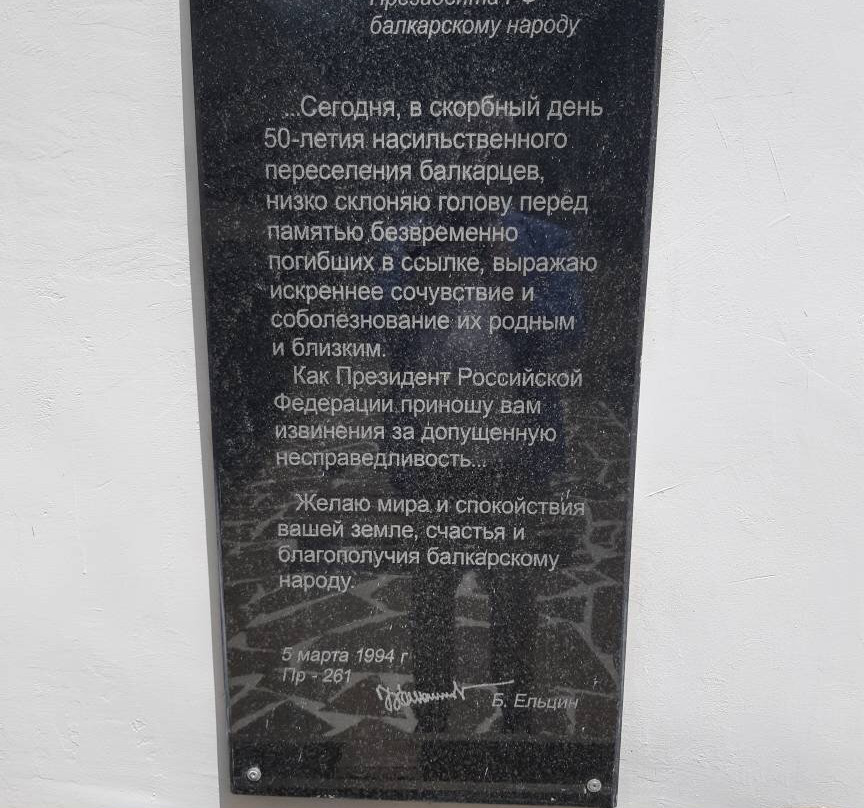 Президента РФ
балкарскому народу
...Сегодня, в скорбный день
50-летия насильственного
переселения балкарцев,
низко склоняю голову перед
памятью безвременно
погибших в ссылке, выражаю
искреннее сочувствие и
соболезнование их родным
и близким.
Как Президент Российской
Федерации приношу вам
извинения за допущенную
несправедливость...
Желаю мира и спокойствия
вашей земле, счастья и
благополучия балкарскому
народу.
5 марта 1994 г
Пр - 261
Б. Ельцин